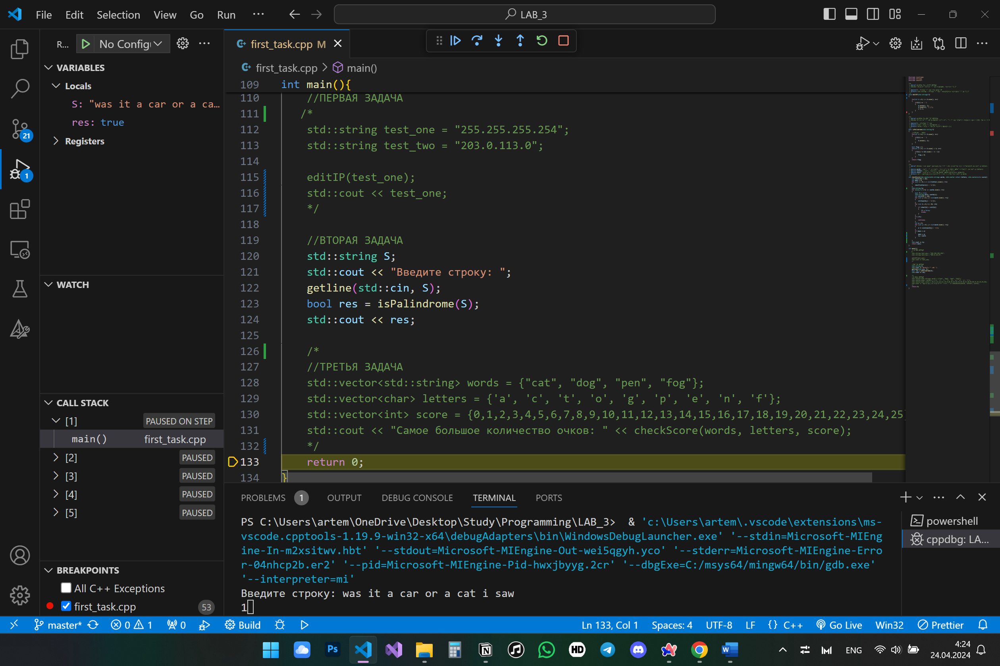 File Edit Selection View Go Run ··· LAB_3
R... No Config
first_task.cpp M
first_task.cpp > main()
VARIABLES
Locals
S: "was it a car or a ca...
res: true
Registers
WATCH
CALL STACK
[1] PAUSED ON STEP
main() first_task.cpp
[2] PAUSED
[3] PAUSED
[4] PAUSED
[5] PAUSED
BREAKPOINTS
All C++ Exceptions
first_task.cpp 53
21
1
109 int main(){
110 //ПЕРВАЯ ЗАДАЧА
111 /*
112 std::string test_one = "255.255.255.254";
113 std::string test_two = "203.0.113.0";
114
115 editIP(test_one);
116 std::cout << test_one;
117 */
118
119 //ВТОРАЯ ЗАДАЧА
120 std::string S;
121 std::cout << "Введите строку: ";
122 getline(std::cin, S);
123 bool res = isPalindrome(S);
124 std::cout << res;
125
126 /*
127 //ТРЕТЬЯ ЗАДАЧА
128 std::vector<std::string> words = {"cat", "dog", "pen", "fog"};
129 std::vector<char> letters = {'a', 'c', 't', 'o', 'g', 'p', 'e', 'n', 'f'};
130 std::vector<int> score = {0,1,2,3,4,5,6,7,8,9,10,11,12,13,14,15,16,17,18,19,20,21,22,23,24,25
131 std::cout << "Самое большое количество очков: " << checkScore(words, letters, score);
132 */
133 return 0;
134 }
PROBLEMS 1 OUTPUT DEBUG CONSOLE TERMINAL PORTS
PS C:\Users\artem\OneDrive\Desktop\Study\Programming\LAB_3>  & 'c:\Users\artem\.vscode\extensions\ms-
vscode.cpptools-1.19.9-win32-x64\debugAdapters\bin\WindowsDebugLauncher.exe' '--stdin=Microsoft-MIEng
ine-In-m2xsitwv.hbt' '--stdout=Microsoft-MIEngine-Out-wei5qgyh.yco' '--stderr=Microsoft-MIEngine-Erro
r-04nhcp2b.er2' '--pid=Microsoft-MIEngine-Pid-hwxjbyyg.2cr' '--dbgExe=C:/msys64/mingw64/bin/gdb.exe'
'--interpreter=mi'
Введите строку: was it a car or a cat i saw
1
powershell
cppdbg: LA...
master* 0 1 0 Build Ln 133, Col 1 Spaces: 4 UTF-8 LF {} C++ Go Live Win32 Prettier
Ps HD W ENG 4:24
24.04.2024